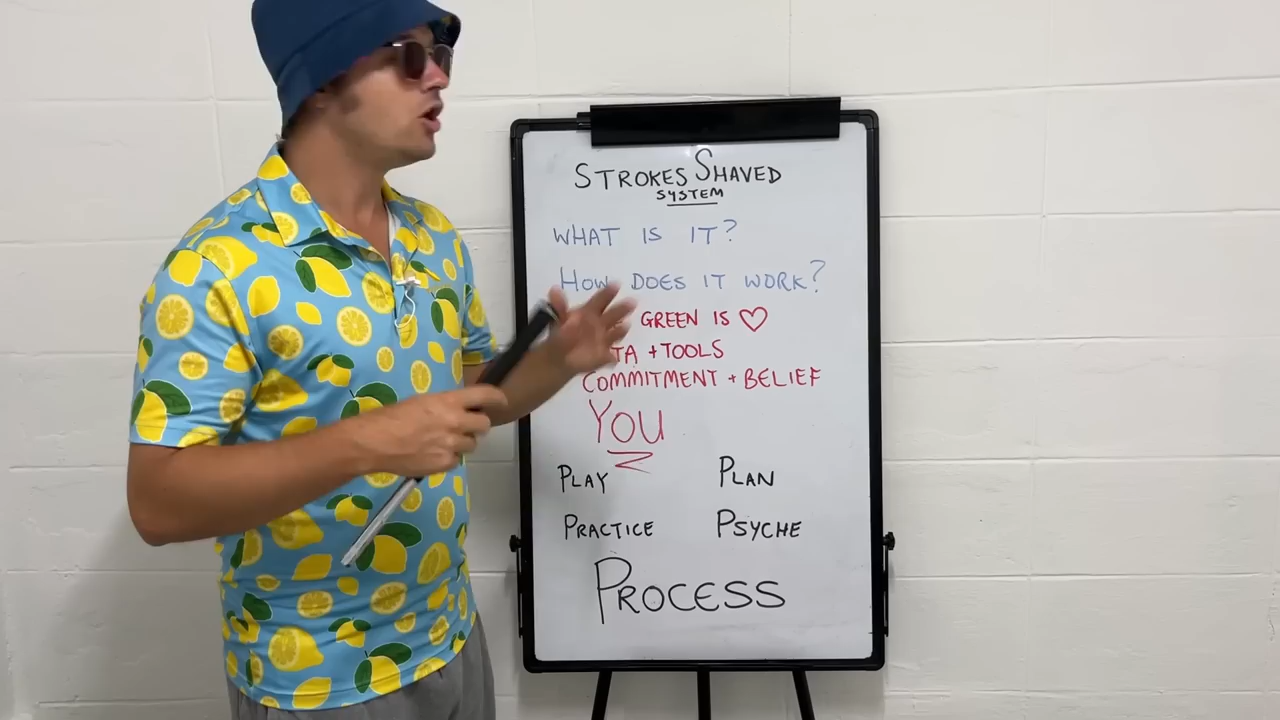 STROKES SHAVED
SYSTEM
WHAT IS IT?
HOW DOES IT WORK?
GREEN IS ♡
+ TOOLS
COMMITMENT + BELIEF
YOU
PLAY PLAN
PRACTICE PSYCHE
PROCESS